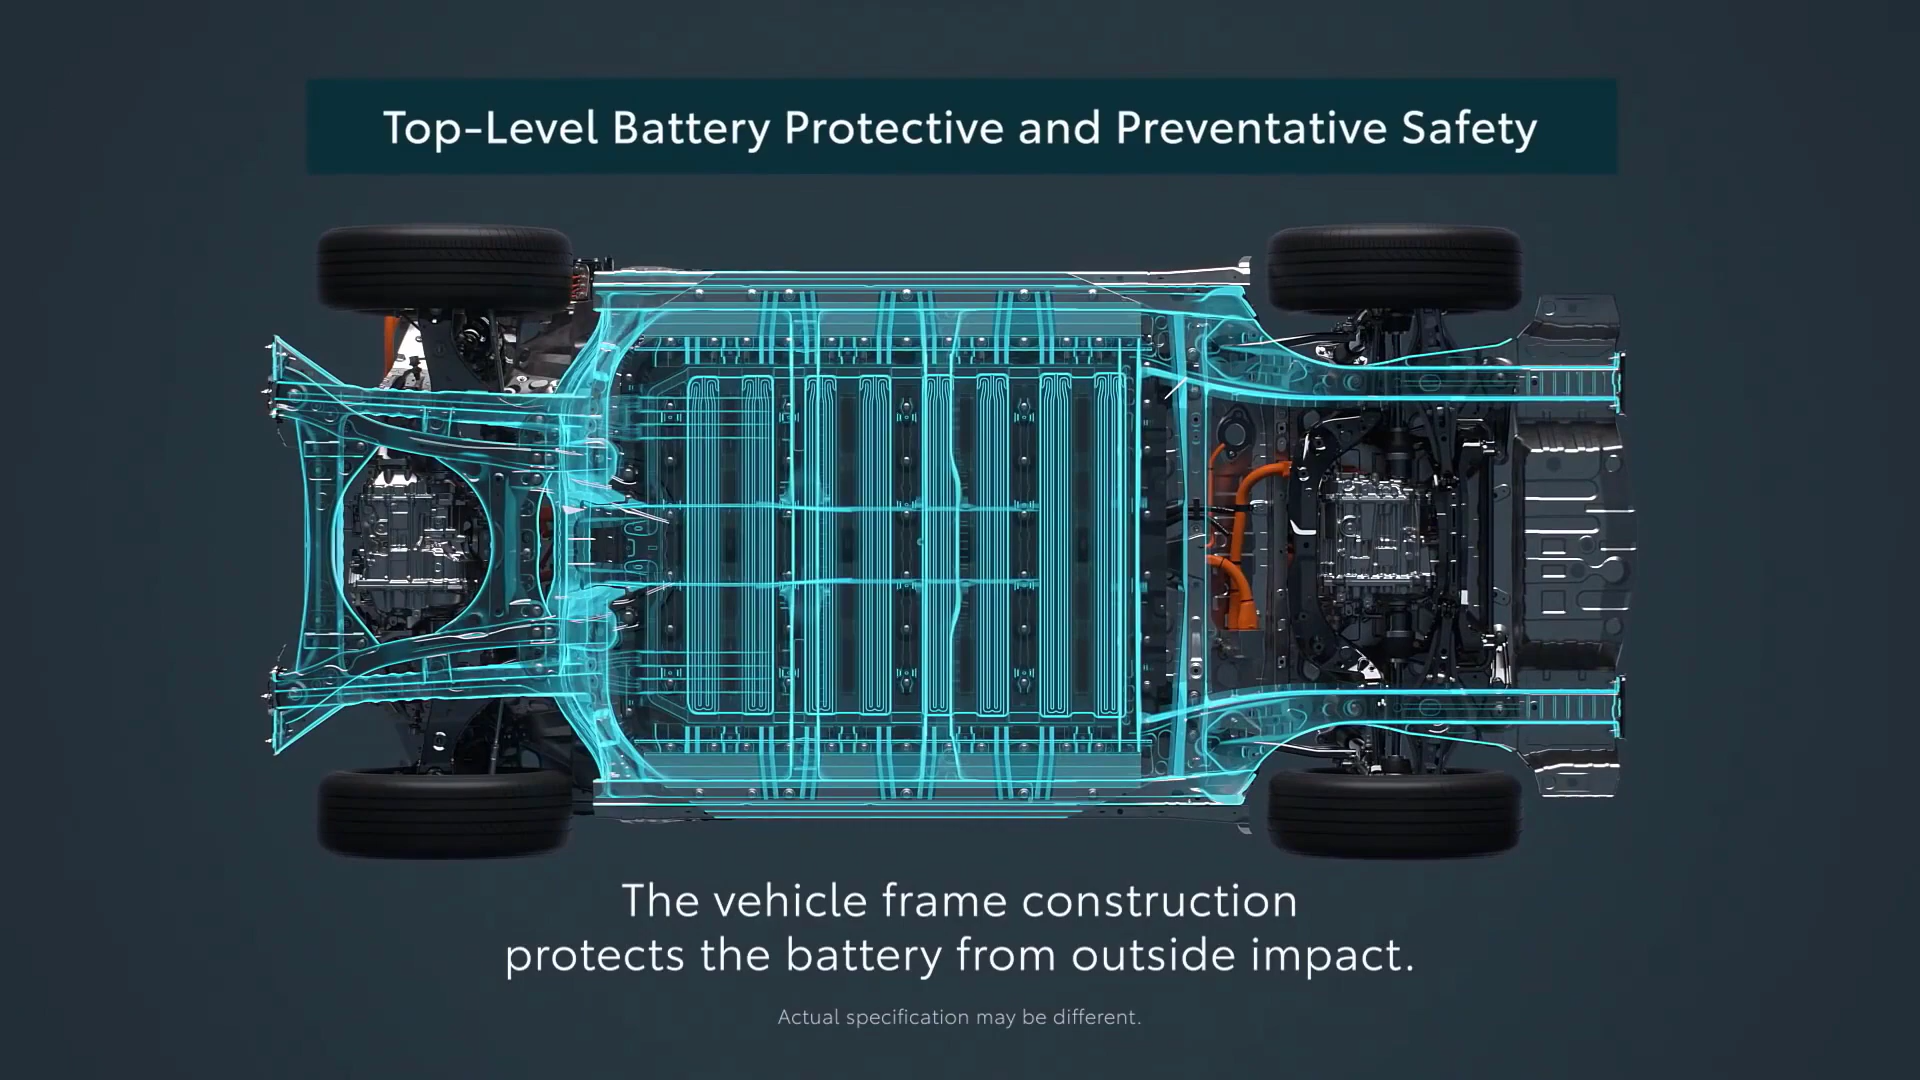 Top-Level Battery Protective and Preventative Safety
The vehicle frame construction
protects the battery from outside impact.
Actual specification may be different.